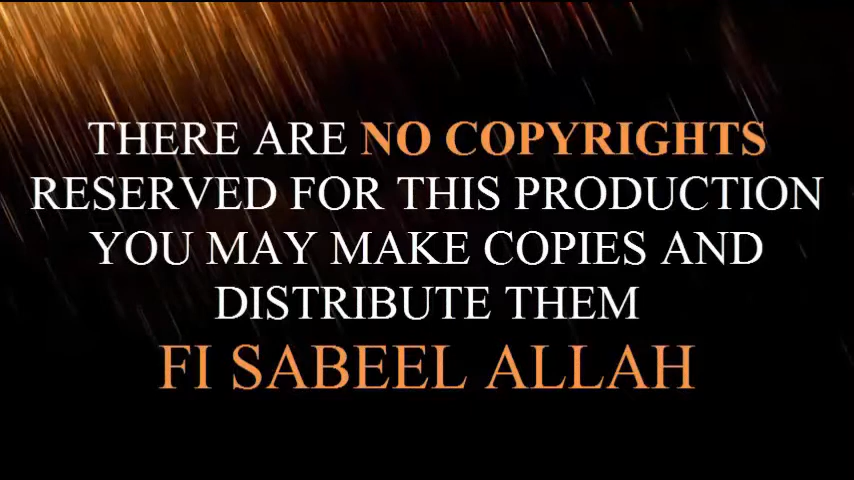 THERE ARE NO COPYRIGHTS
RESERVED FOR THIS PRODUCTION
YOU MAY MAKE COPIES AND
DISTRIBUTE THEM
FI SABEEL ALLAH